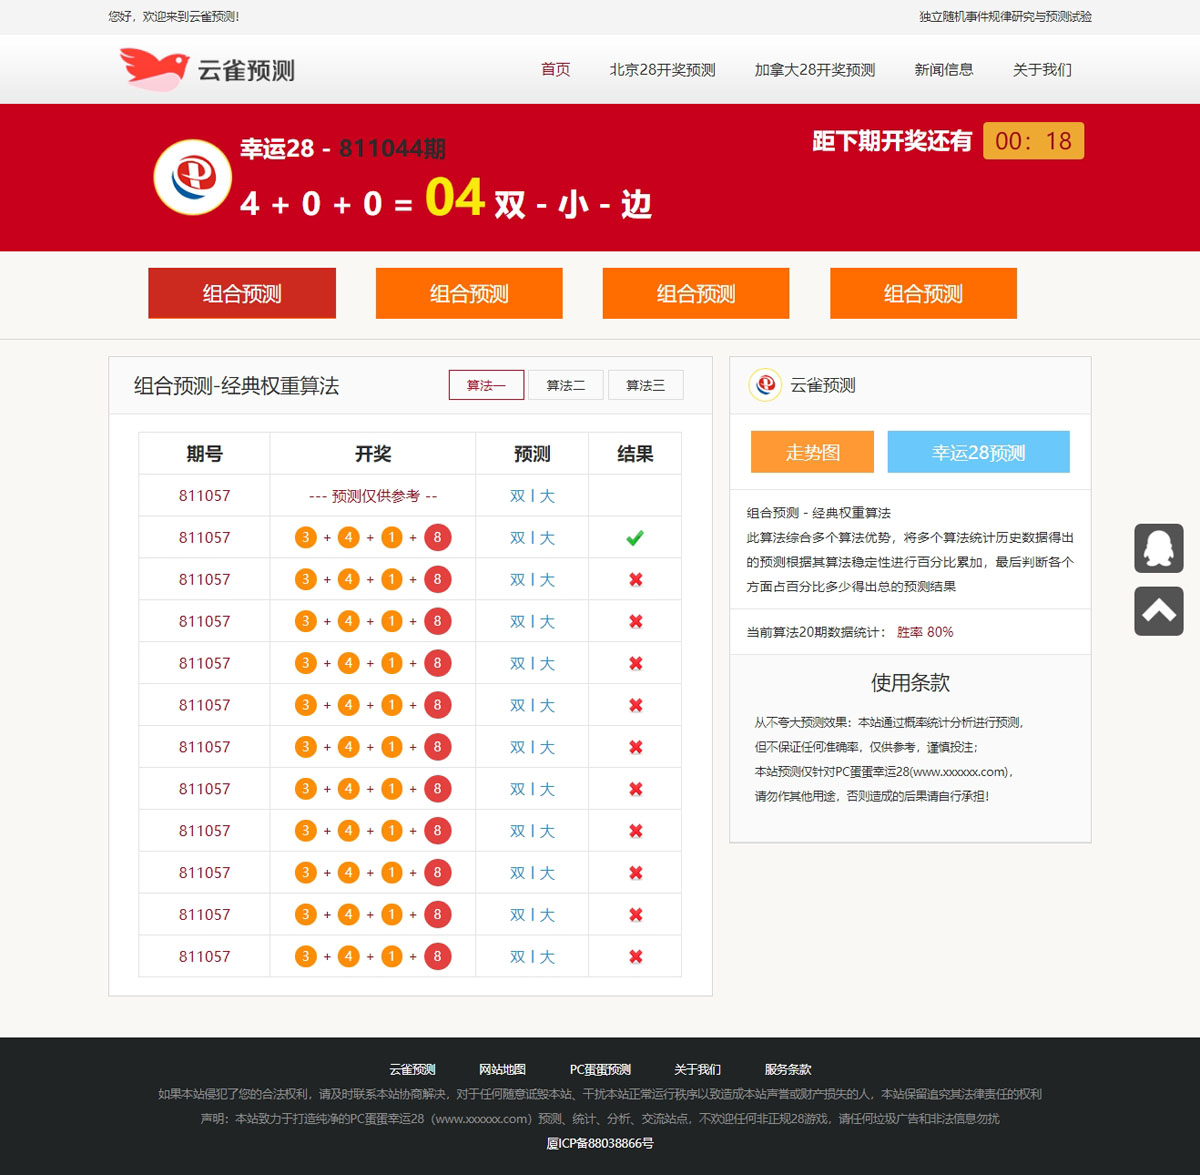 您好，欢迎来到云雀预测!
独立随机事件规律研究与预测试验
云雀预测
首页 北京28开奖预测 加拿大28开奖预测 新闻信息 关于我们
幸运28 - 811044期
距下期开奖还有 00：18
4 + 0 + 0 = 04 双 - 小 - 边
组合预测 组合预测 组合预测 组合预测
组合预测-经典权重算法 算法一 算法二 算法三
期号 开奖 预测 结果
811057 --- 预测仅供参考 -- 双 | 大
811057 3 + 4 + 1 + 8 双 | 大
811057 3 + 4 + 1 + 8 双 | 大
811057 3 + 4 + 1 + 8 双 | 大
811057 3 + 4 + 1 + 8 双 | 大
811057 3 + 4 + 1 + 8 双 | 大
811057 3 + 4 + 1 + 8 双 | 大
811057 3 + 4 + 1 + 8 双 | 大
811057 3 + 4 + 1 + 8 双 | 大
811057 3 + 4 + 1 + 8 双 | 大
811057 3 + 4 + 1 + 8 双 | 大
811057 3 + 4 + 1 + 8 双 | 大
云雀预测
走势图 幸运28预测
组合预测 - 经典权重算法
此算法综合多个算法优势，将多个算法统计历史数据得出
的预测根据其算法稳定性进行百分比累加，最后判断各个
方面占百分比多少得出总的预测结果
当前算法20期数据统计： 胜率 80%
使用条款
从不夸大预测效果：本站通过概率统计分析进行预测，
但不保证任何准确率，仅供参考，谨慎投注；
本站预测仅针对PC蛋蛋幸运28(www.xxxxxx.com)，
请勿作其他用途，否则造成的后果请自行承担!
云雀预测 网站地图 PC蛋蛋预测 关于我们 服务条款
如果本站侵犯了您的合法权利，请及时联系本站协商解决，对于任何随意诋毁本站、干扰本站正常运行秩序以致造成本站声誉或财产损失的人，本站保留追究其法律责任的权利
声明：本站致力于打造纯净的PC蛋蛋幸运28（www.xxxxxx.com）预测、统计、分析、交流站点，不欢迎任何非正规28游戏，请任何垃圾广告和非法信息勿扰
厦ICP备88038866号